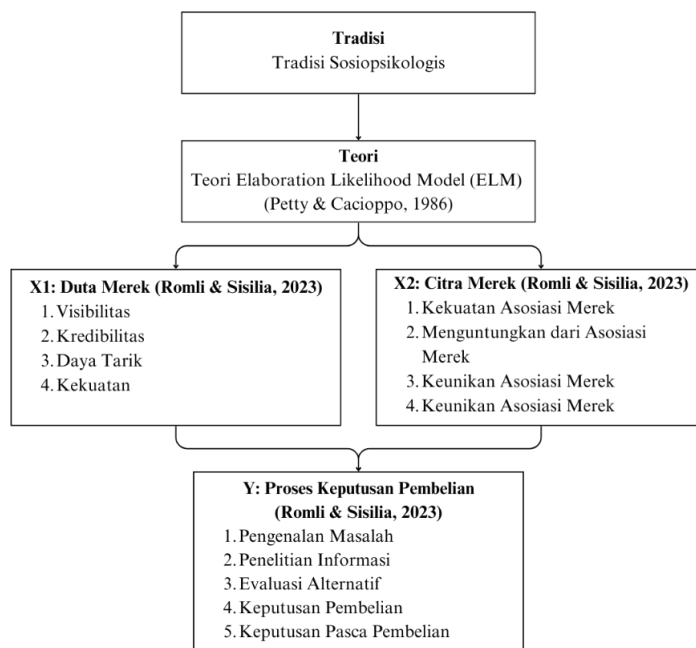 Tradisi
Tradisi Sosiopsikologis
Teori
Teori Elaboration Likelihood Model (ELM)
(Petty & Cacioppo, 1986)
X1: Duta Merek (Romli & Sisilia, 2023)
1. Visibilitas
2. Kredibilitas
3. Daya Tarik
4. Kekuatan
X2: Citra Merek (Romli & Sisilia, 2023)
1. Kekuatan Asosiasi Merek
2. Menguntungkan dari Asosiasi
Merek
3. Keunikan Asosiasi Merek
4. Keunikan Asosiasi Merek
Y: Proses Keputusan Pembelian
(Romli & Sisilia, 2023)
1. Pengenalan Masalah
2. Penelitian Informasi
3. Evaluasi Alternatif
4. Keputusan Pembelian
5. Keputusan Pasca Pembelian